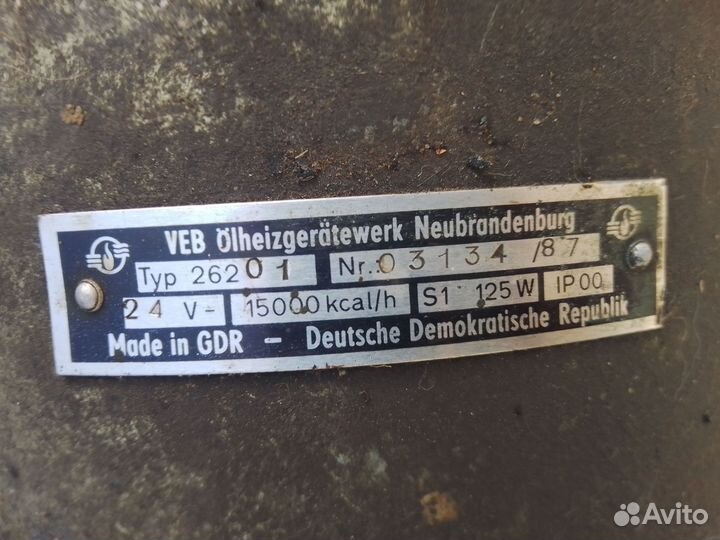 VEB Ölheizgerätewerk Neubrandenburg
Typ 26201 Nr.: 03134 /87
24 V- 15000 kcal/h S1 125W IP00
Made in GDR - Deutsche Demokratische Republik
Avito